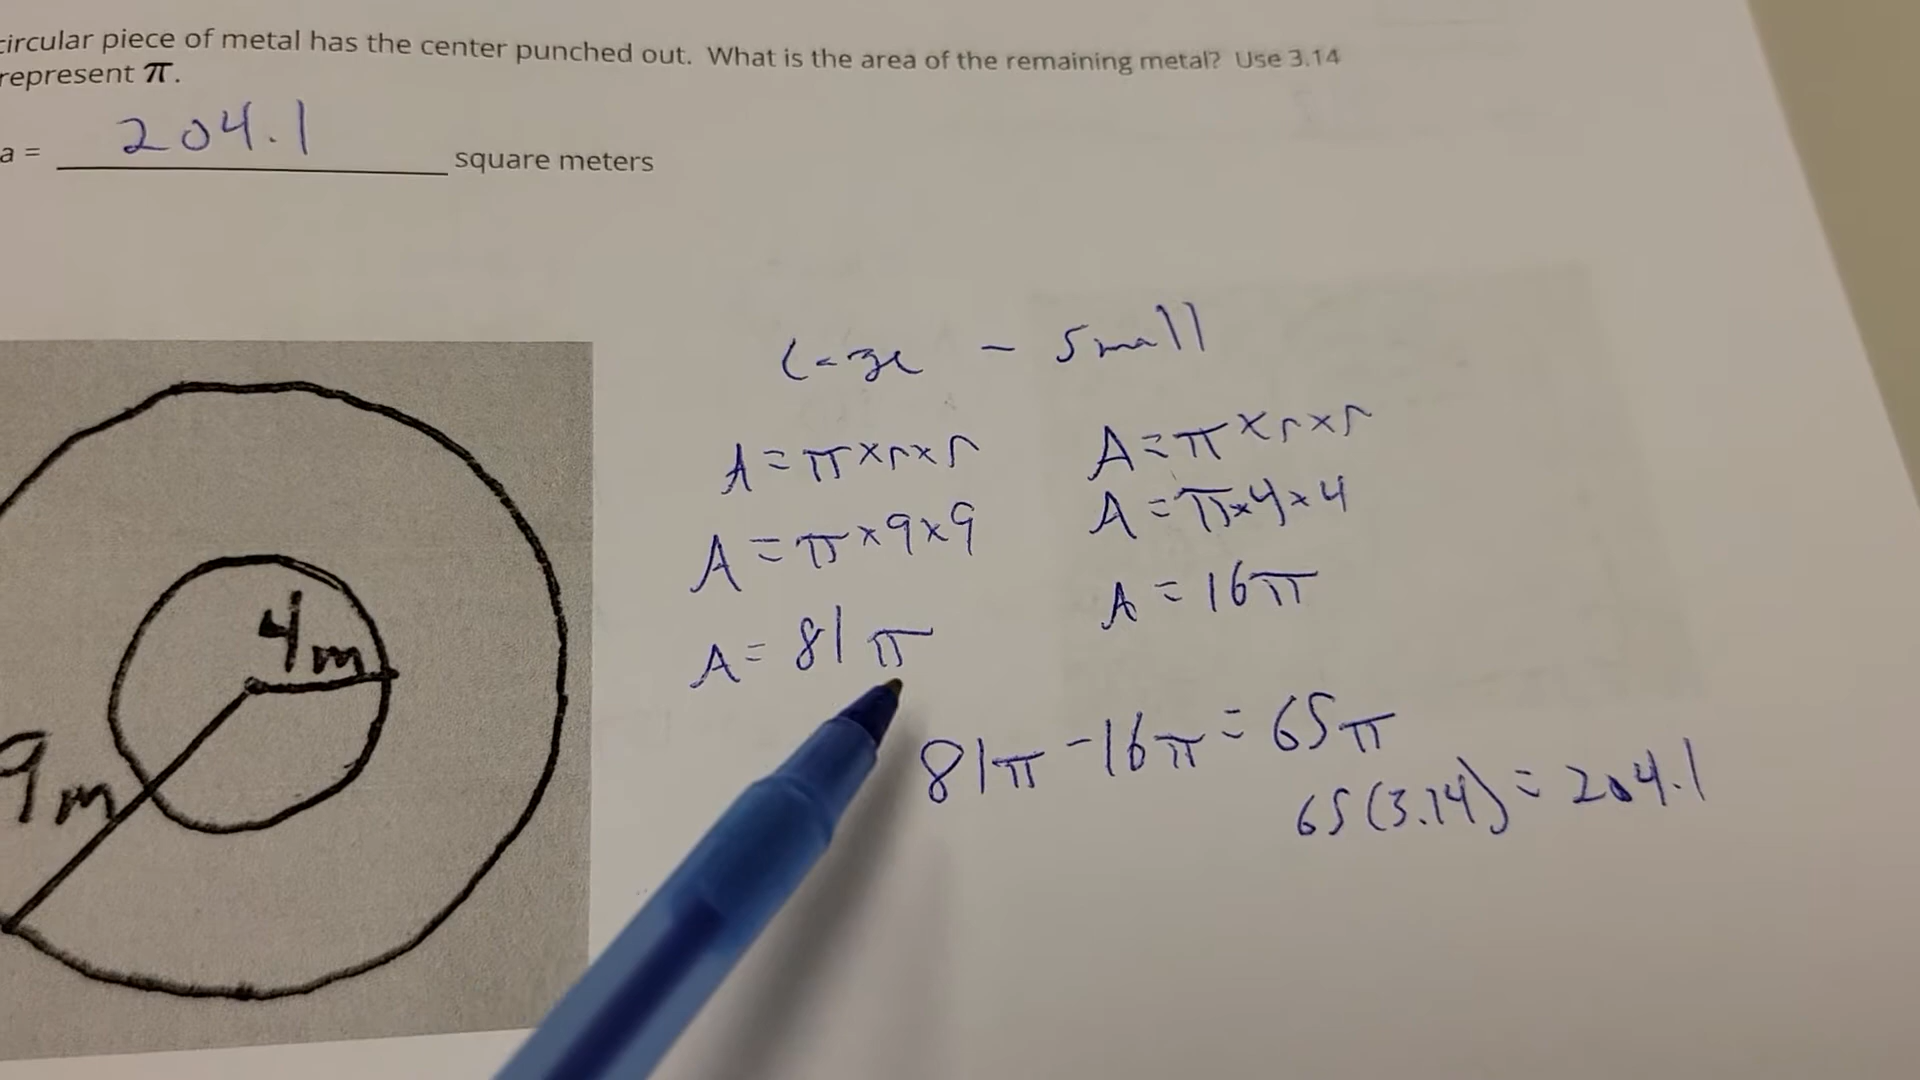 circular piece of metal has the center punched out. What is the area of the remaining metal? Use 3.14
represent π.
a = 204.1 square meters
Large - Small
A = π × r × r
A = π × 9 × 9
A = 81 π
A = π × r × r
A = π × 4 × 4
A = 16π
81π - 16π = 65π
65(3.14) = 204.1
4m
9m